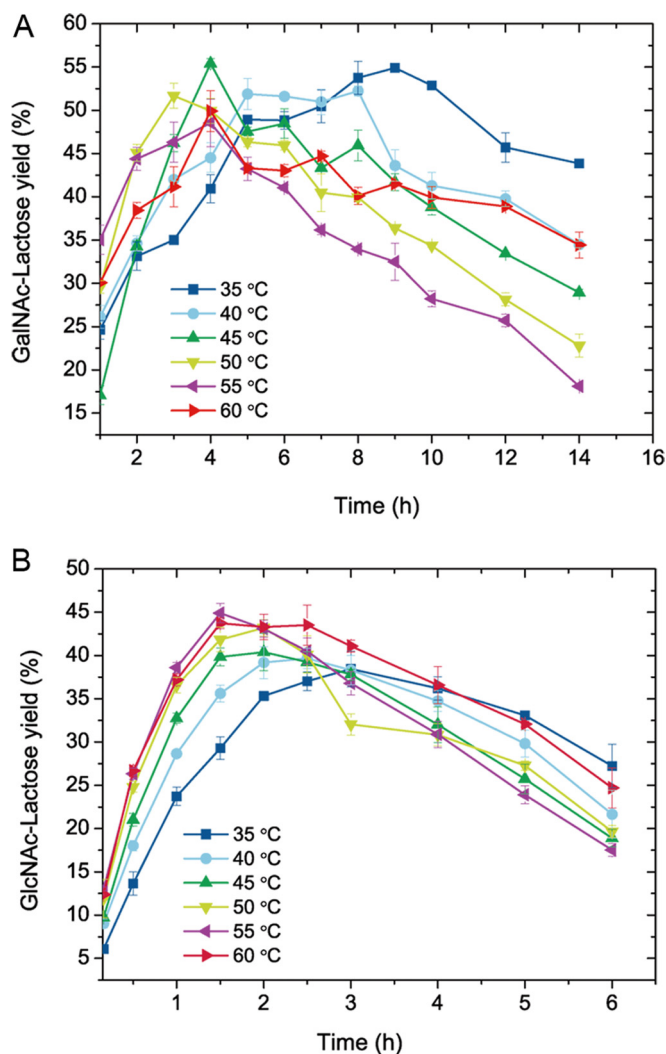 A
60
55
50
45
40
35
30
25
20
15
GalNAc-Lactose yield (%)
35 °C
40 °C
45 °C
50 °C
55 °C
60 °C
2 4 6 8 10 12 14 16
Time (h)
B
50
45
40
35
30
25
20
15
10
5
GlcNAc-Lactose yield (%)
35 °C
40 °C
45 °C
50 °C
55 °C
60 °C
1 2 3 4 5 6
Time (h)